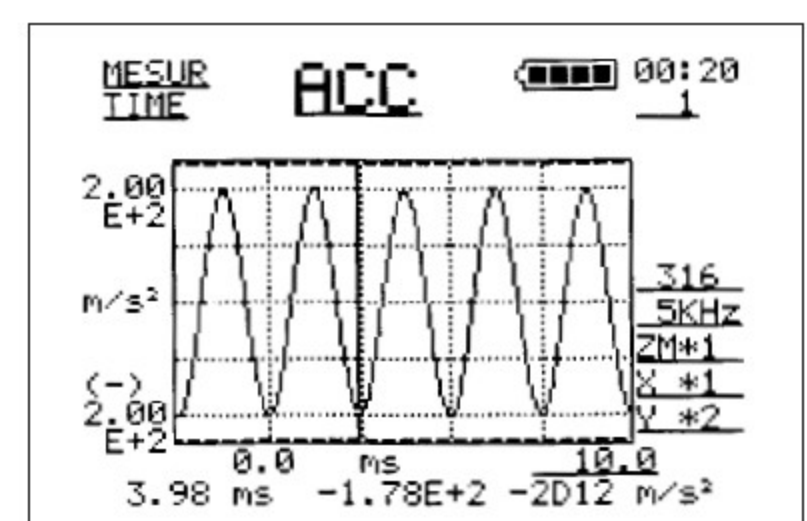 MESUR ACC 00:20
TIME 1
2.00
E+2
316
m/s² 5KHz
ZM*1
(-) X *1
2.00 Y *2
E+2
0.0 ms 10.0
3.98 ms -1.78E+2 -2D12 m/s²